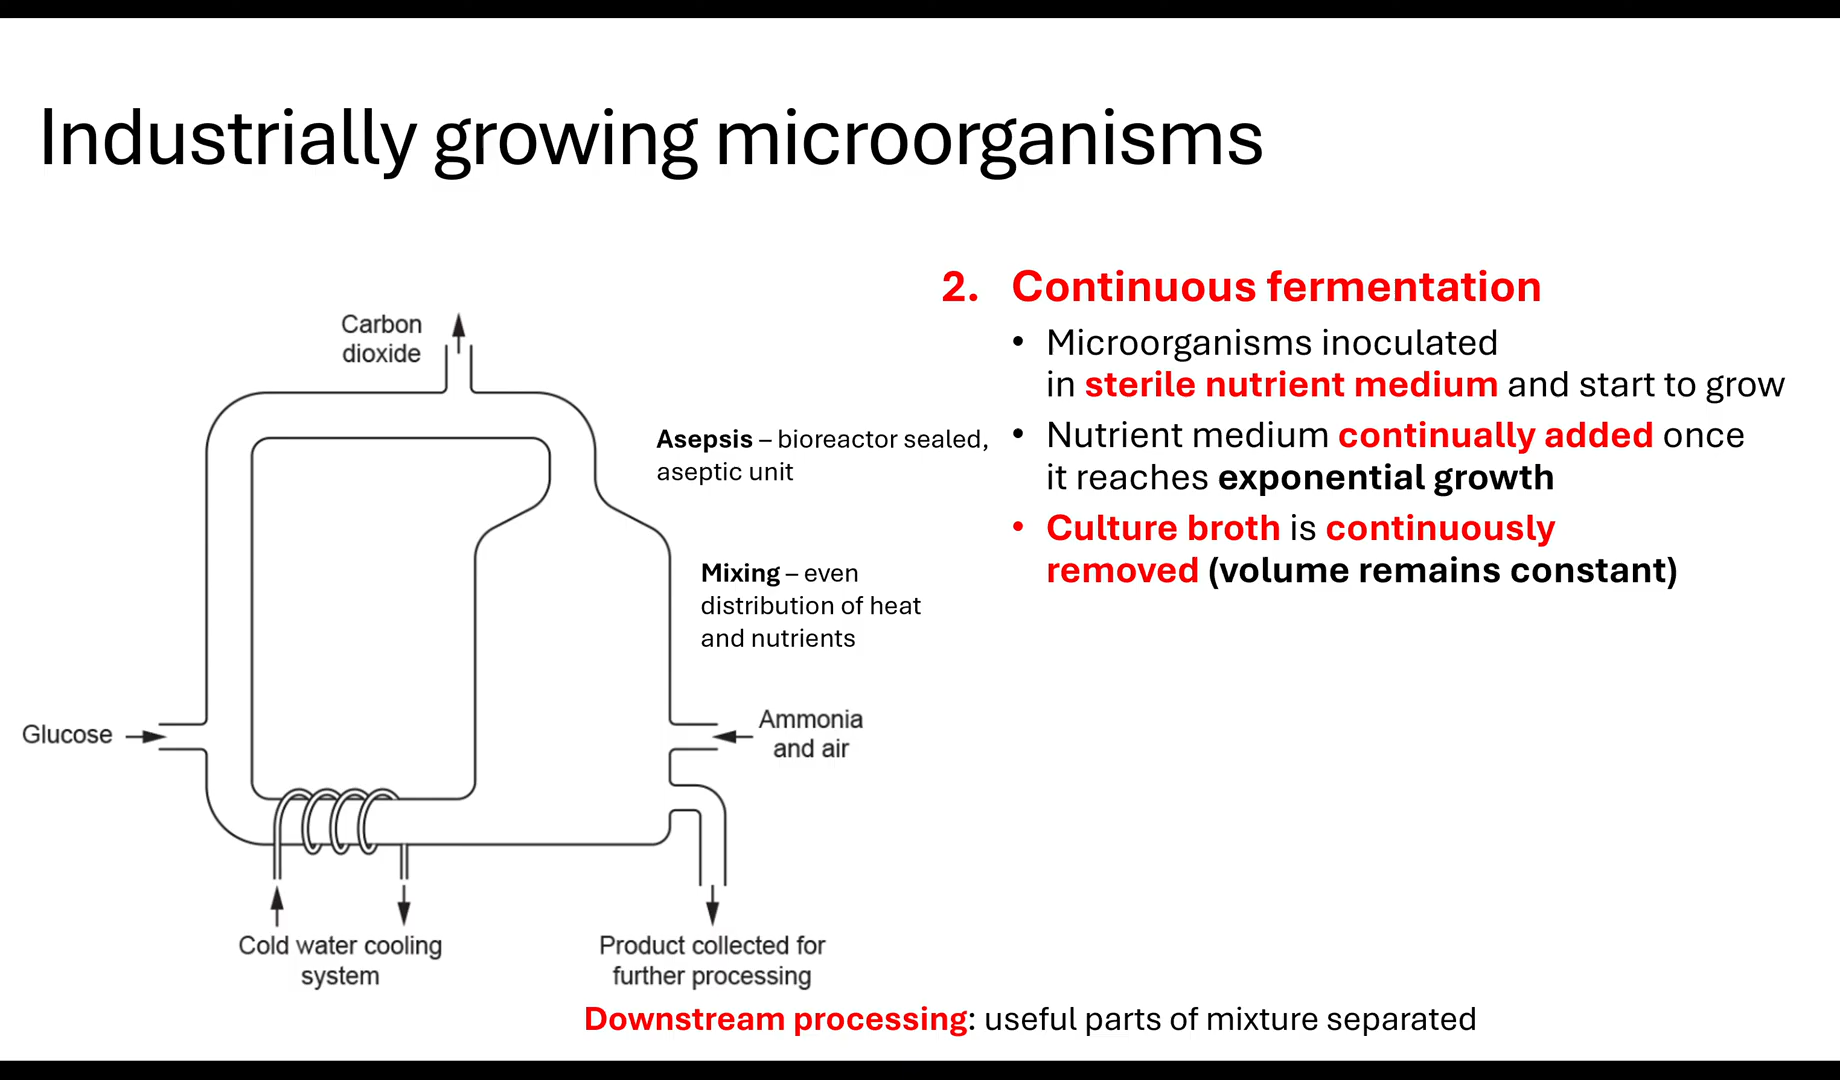 Industrially growing microorganisms
Carbon
dioxide
Asepsis – bioreactor sealed,
aseptic unit
Mixing – even
distribution of heat
and nutrients
Glucose
Ammonia
and air
Cold water cooling
system
Product collected for
further processing
Downstream processing: useful parts of mixture separated
2. Continuous fermentation
• Microorganisms inoculated
in sterile nutrient medium and start to grow
• Nutrient medium continually added once
it reaches exponential growth
• Culture broth is continuously
removed (volume remains constant)